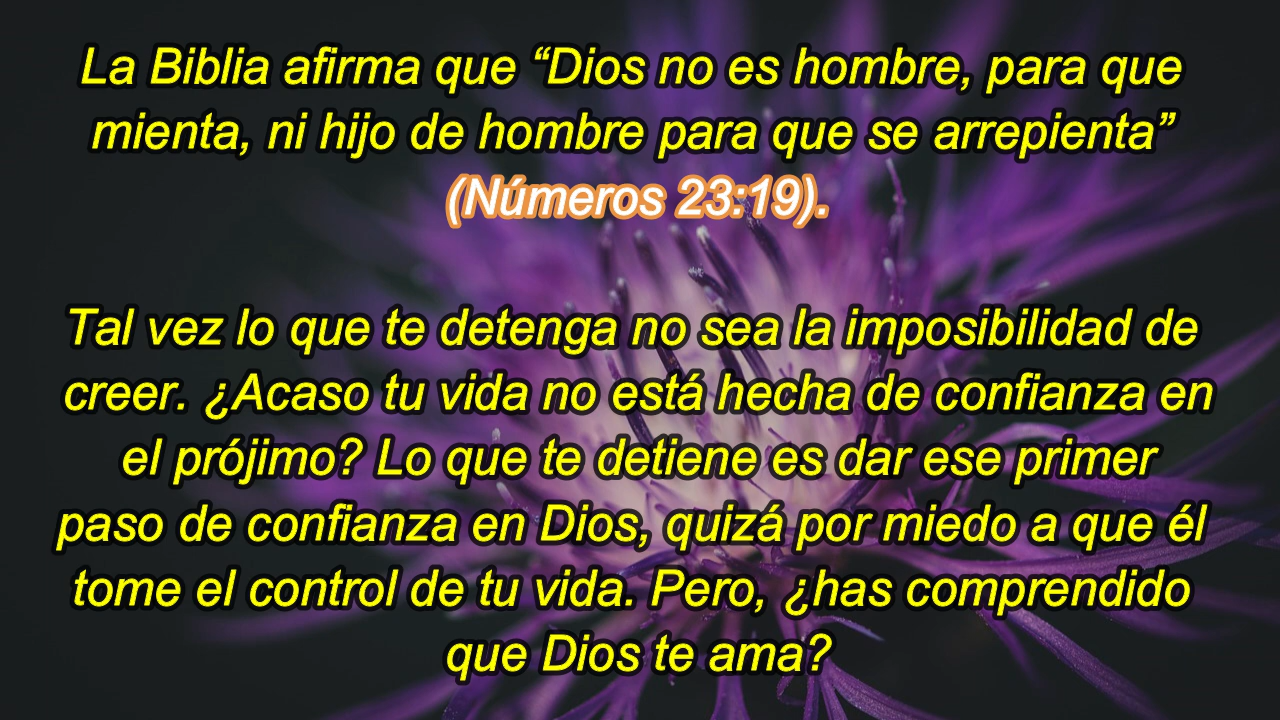 La Biblia afirma que “Dios no es hombre, para que
mienta, ni hijo de hombre para que se arrepienta”
(Números 23:19).
Tal vez lo que te detenga no sea la imposibilidad de
creer. ¿Acaso tu vida no está hecha de confianza en
el prójimo? Lo que te detiene es dar ese primer
paso de confianza en Dios, quizá por miedo a que él
tome el control de tu vida. Pero, ¿has comprendido
que Dios te ama?